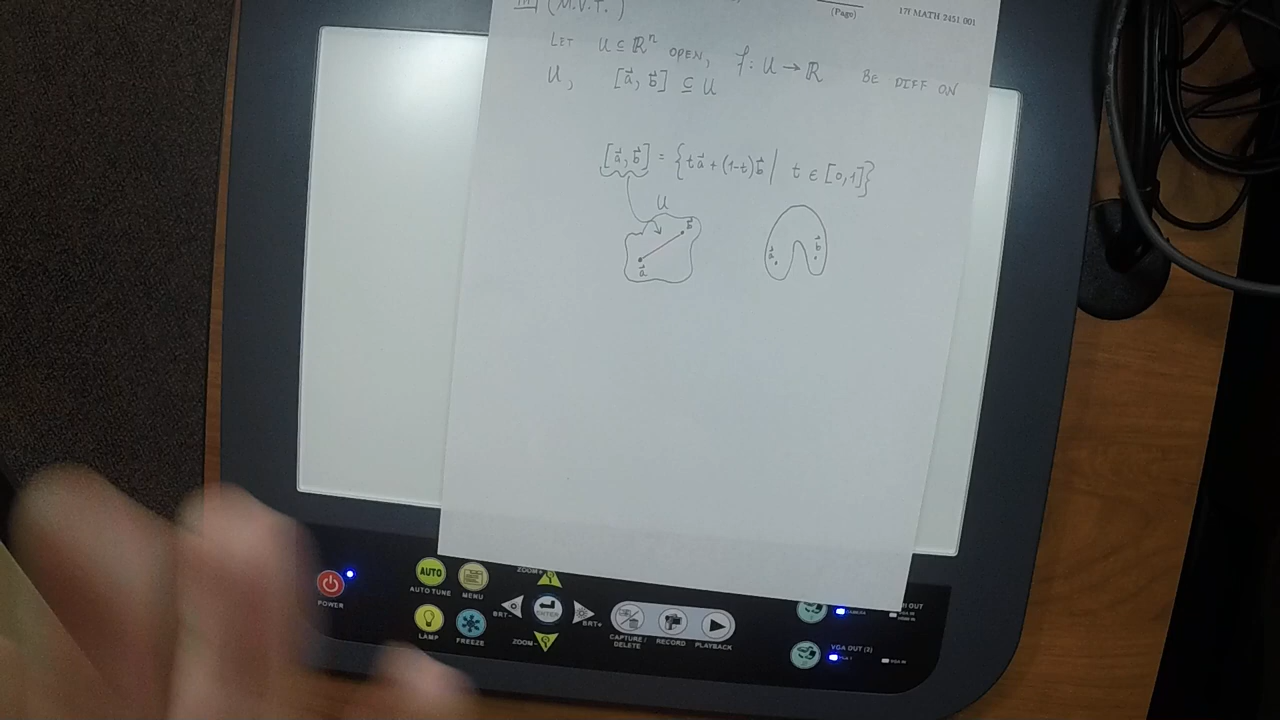 (M.V.T.)
(Page)
17F MATH 2451 001
LET U ⊆ ℝⁿ OPEN, f: U → ℝ BE DIFF ON
U, [a⃗, b⃗] ⊆ U
[a⃗, b⃗] = {ta⃗ + (1-t)b⃗ | t ∈ [0,1]}
U
b⃗
a⃗
a⃗ b⃗
POWER
AUTO
AUTO TUNE
MENU
LAMP
FREEZE
ZOOM+
BRT-
ENTER
BRT+
ZOOM-
CAPTURE / DELETE
RECORD
PLAYBACK
VGA OUT (2)